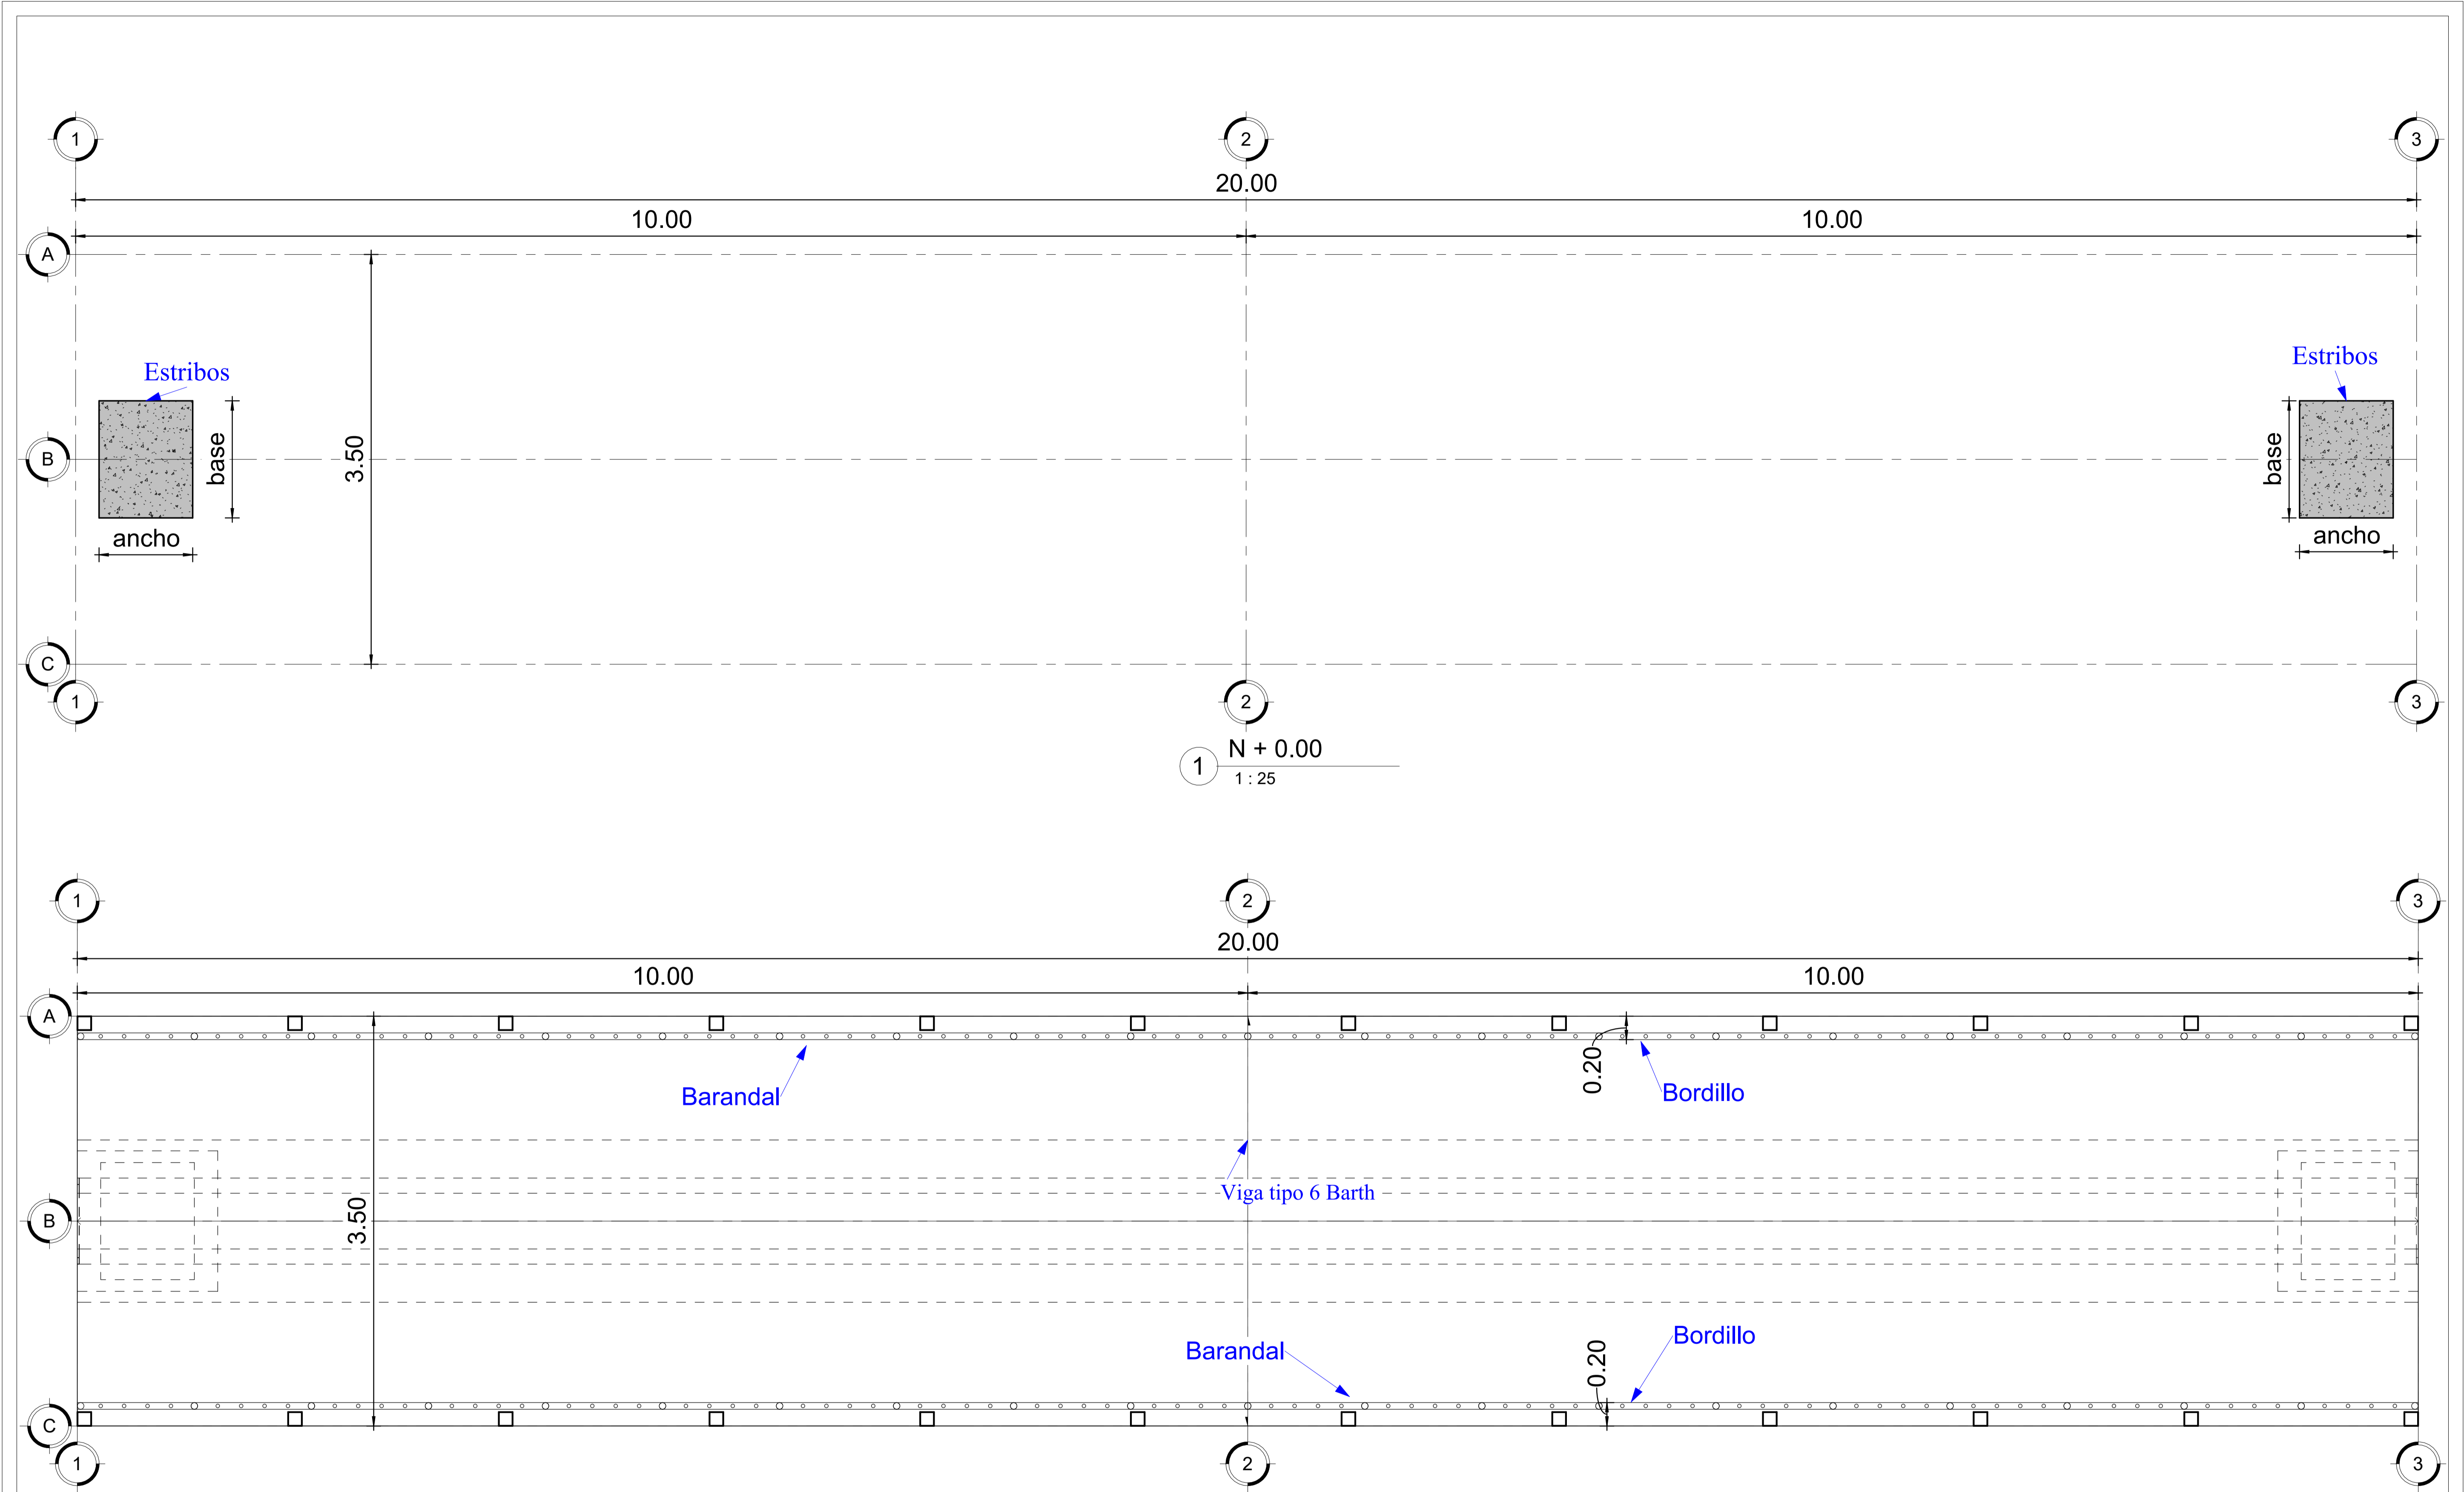 1 2 3
20.00
10.00 10.00
A
Estribos Estribos
B base 3.50 base
ancho ancho
C
1 2 3
1 N + 0.00
1 : 25
1 2 3
20.00
10.00 10.00
A
0.20
Barandal Bordillo
Viga tipo 6 Barth
B 3.50
Bordillo
Barandal 0.20
C
1 2 3